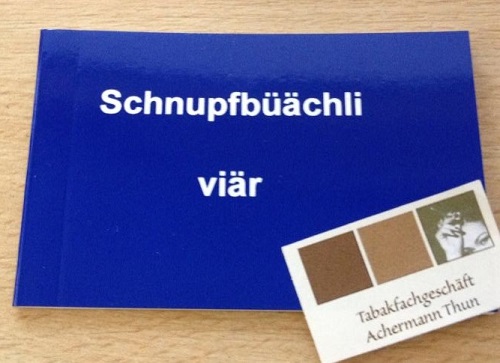 Schnupfbüächli
viär
Tabakfachgeschäft
Achermann Thun